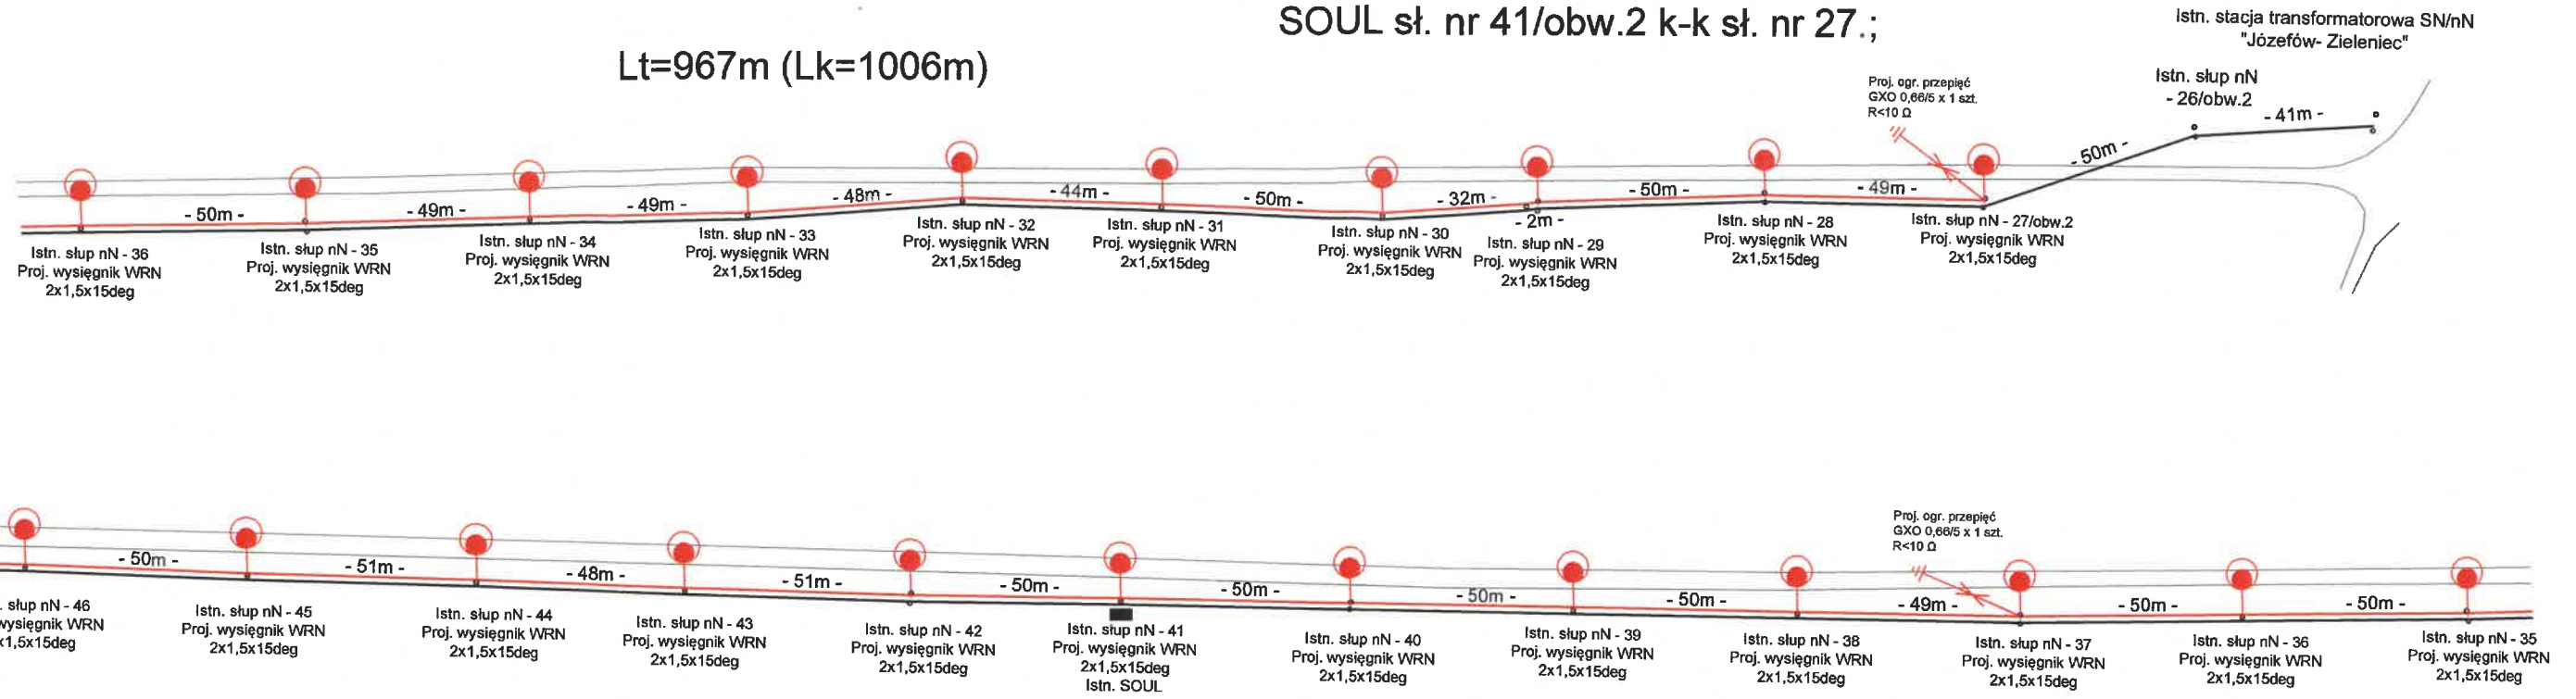 SOUL sł. nr 41/obw.2 k-k sł. nr 27.;
Lt=967m (Lk=1006m)
Istn. stacja transformatorowa SN/nN
"Józefów- Zieleniec"
Istn. słup nN
- 26/obw.2
- 41m -
- 50m -
Proj. ogr. przepięć
GXO 0,66/5 x 1 szt.
R<10 Ω
- 50m -
- 49m -
- 49m -
- 48m -
- 44m -
- 50m -
- 32m -
- 2m -
- 50m -
- 49m -
Istn. słup nN - 36
Proj. wysięgnik WRN
2x1,5x15deg
Istn. słup nN - 35
Proj. wysięgnik WRN
2x1,5x15deg
Istn. słup nN - 34
Proj. wysięgnik WRN
2x1,5x15deg
Istn. słup nN - 33
Proj. wysięgnik WRN
2x1,5x15deg
Istn. słup nN - 32
Proj. wysięgnik WRN
2x1,5x15deg
Istn. słup nN - 31
Proj. wysięgnik WRN
2x1,5x15deg
Istn. słup nN - 30
Proj. wysięgnik WRN
2x1,5x15deg
Istn. słup nN - 29
Proj. wysięgnik WRN
2x1,5x15deg
Istn. słup nN - 28
Proj. wysięgnik WRN
2x1,5x15deg
Istn. słup nN - 27/obw.2
Proj. wysięgnik WRN
2x1,5x15deg
Proj. ogr. przepięć
GXO 0,66/5 x 1 szt.
R<10 Ω
- 50m -
- 51m -
- 48m -
- 51m -
- 50m -
- 50m -
- 50m -
- 50m -
- 49m -
- 50m -
- 50m -
. słup nN - 46
wysięgnik WRN
x1,5x15deg
Istn. słup nN - 45
Proj. wysięgnik WRN
2x1,5x15deg
Istn. słup nN - 44
Proj. wysięgnik WRN
2x1,5x15deg
Istn. słup nN - 43
Proj. wysięgnik WRN
2x1,5x15deg
Istn. słup nN - 42
Proj. wysięgnik WRN
2x1,5x15deg
Istn. słup nN - 41
Proj. wysięgnik WRN
2x1,5x15deg
Istn. SOUL
Istn. słup nN - 40
Proj. wysięgnik WRN
2x1,5x15deg
Istn. słup nN - 39
Proj. wysięgnik WRN
2x1,5x15deg
Istn. słup nN - 38
Proj. wysięgnik WRN
2x1,5x15deg
Istn. słup nN - 37
Proj. wysięgnik WRN
2x1,5x15deg
Istn. słup nN - 36
Proj. wysięgnik WRN
2x1,5x15deg
Istn. słup nN - 35
Proj. wysięgnik WRN
2x1,5x15deg